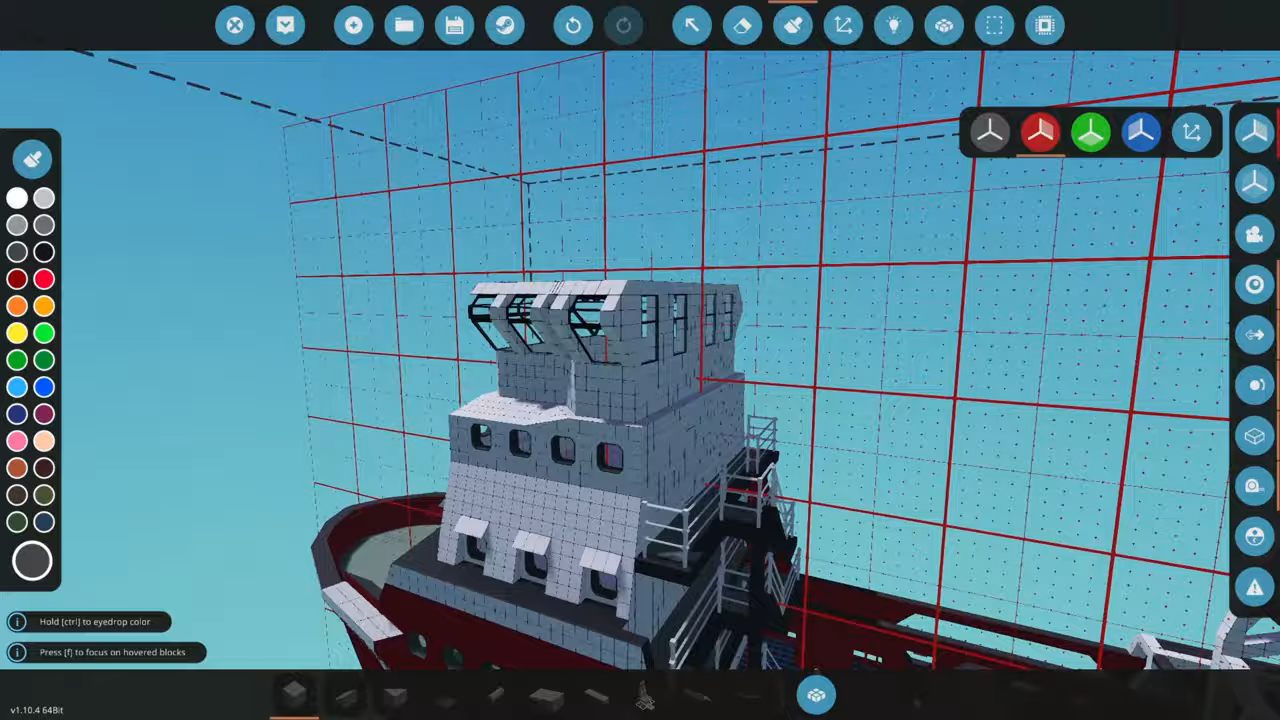 Hold [ctrl] to eyedrop color
Press [f] to focus on hovered blocks
v1.10.4 64Bit